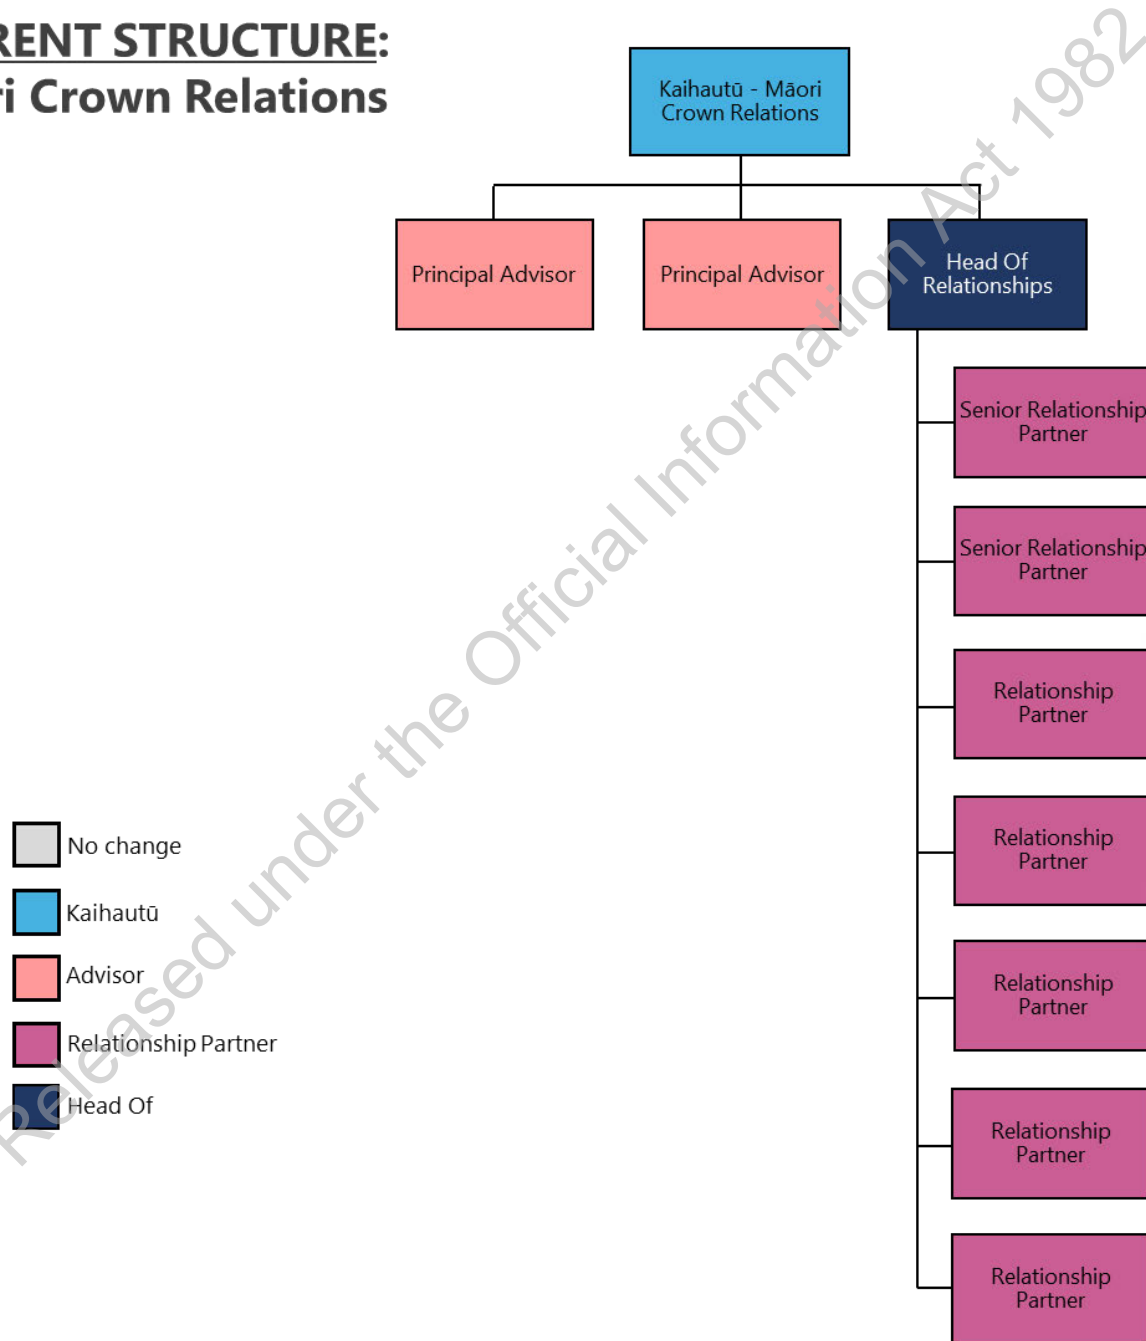 RENT STRUCTURE:
ri Crown Relations
Kaihautū - Māori
Crown Relations
Principal Advisor
Principal Advisor
Head Of
Relationships
Senior Relationship
Partner
Senior Relationship
Partner
Relationship
Partner
Relationship
Partner
Relationship
Partner
Relationship
Partner
Relationship
Partner
No change
Kaihautū
Advisor
Relationship Partner
Head Of
Released under the Official Information Act 1982